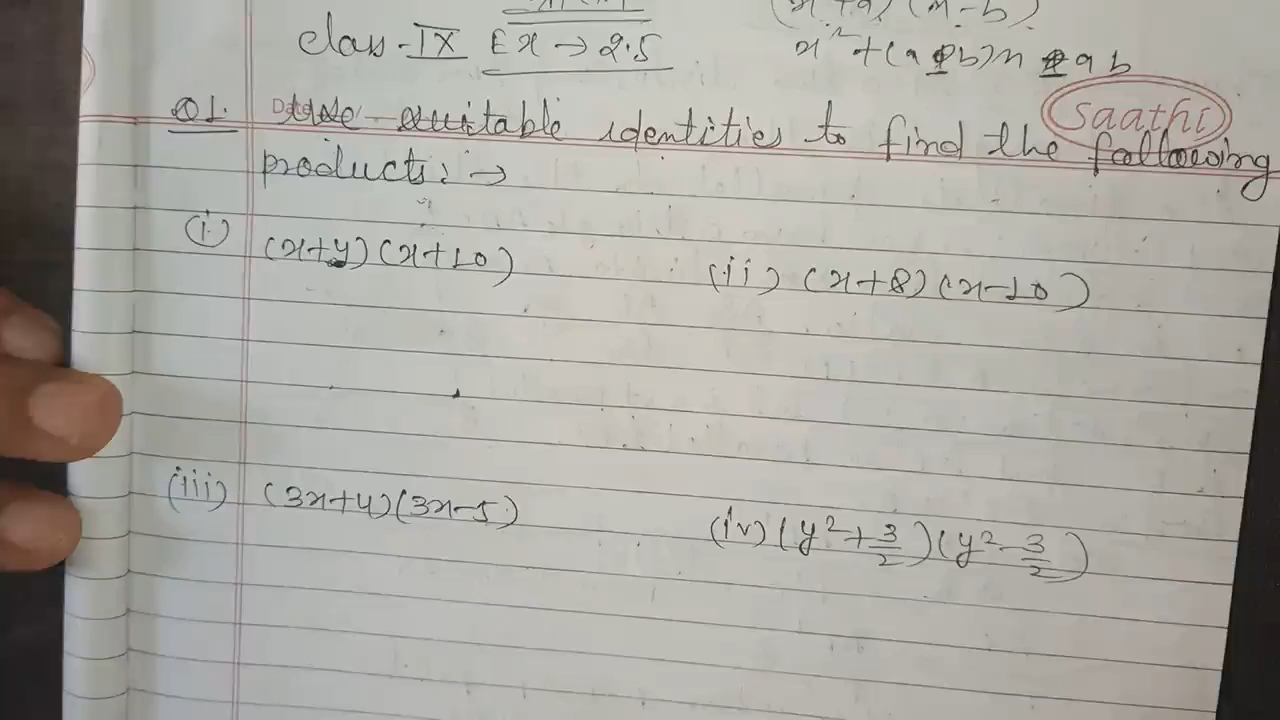 (x+a) (x-b)
Class-IX Ex → 2.5
x² + (a b)x ab
Saathi
Q1. Use suitable identities to find the following
products: →
(i) (x+y)(x+10) (ii) (x+8)(x-10)
(iii) (3x+4)(3x-5) (iv) (y²+3/2)(y²-3/2)